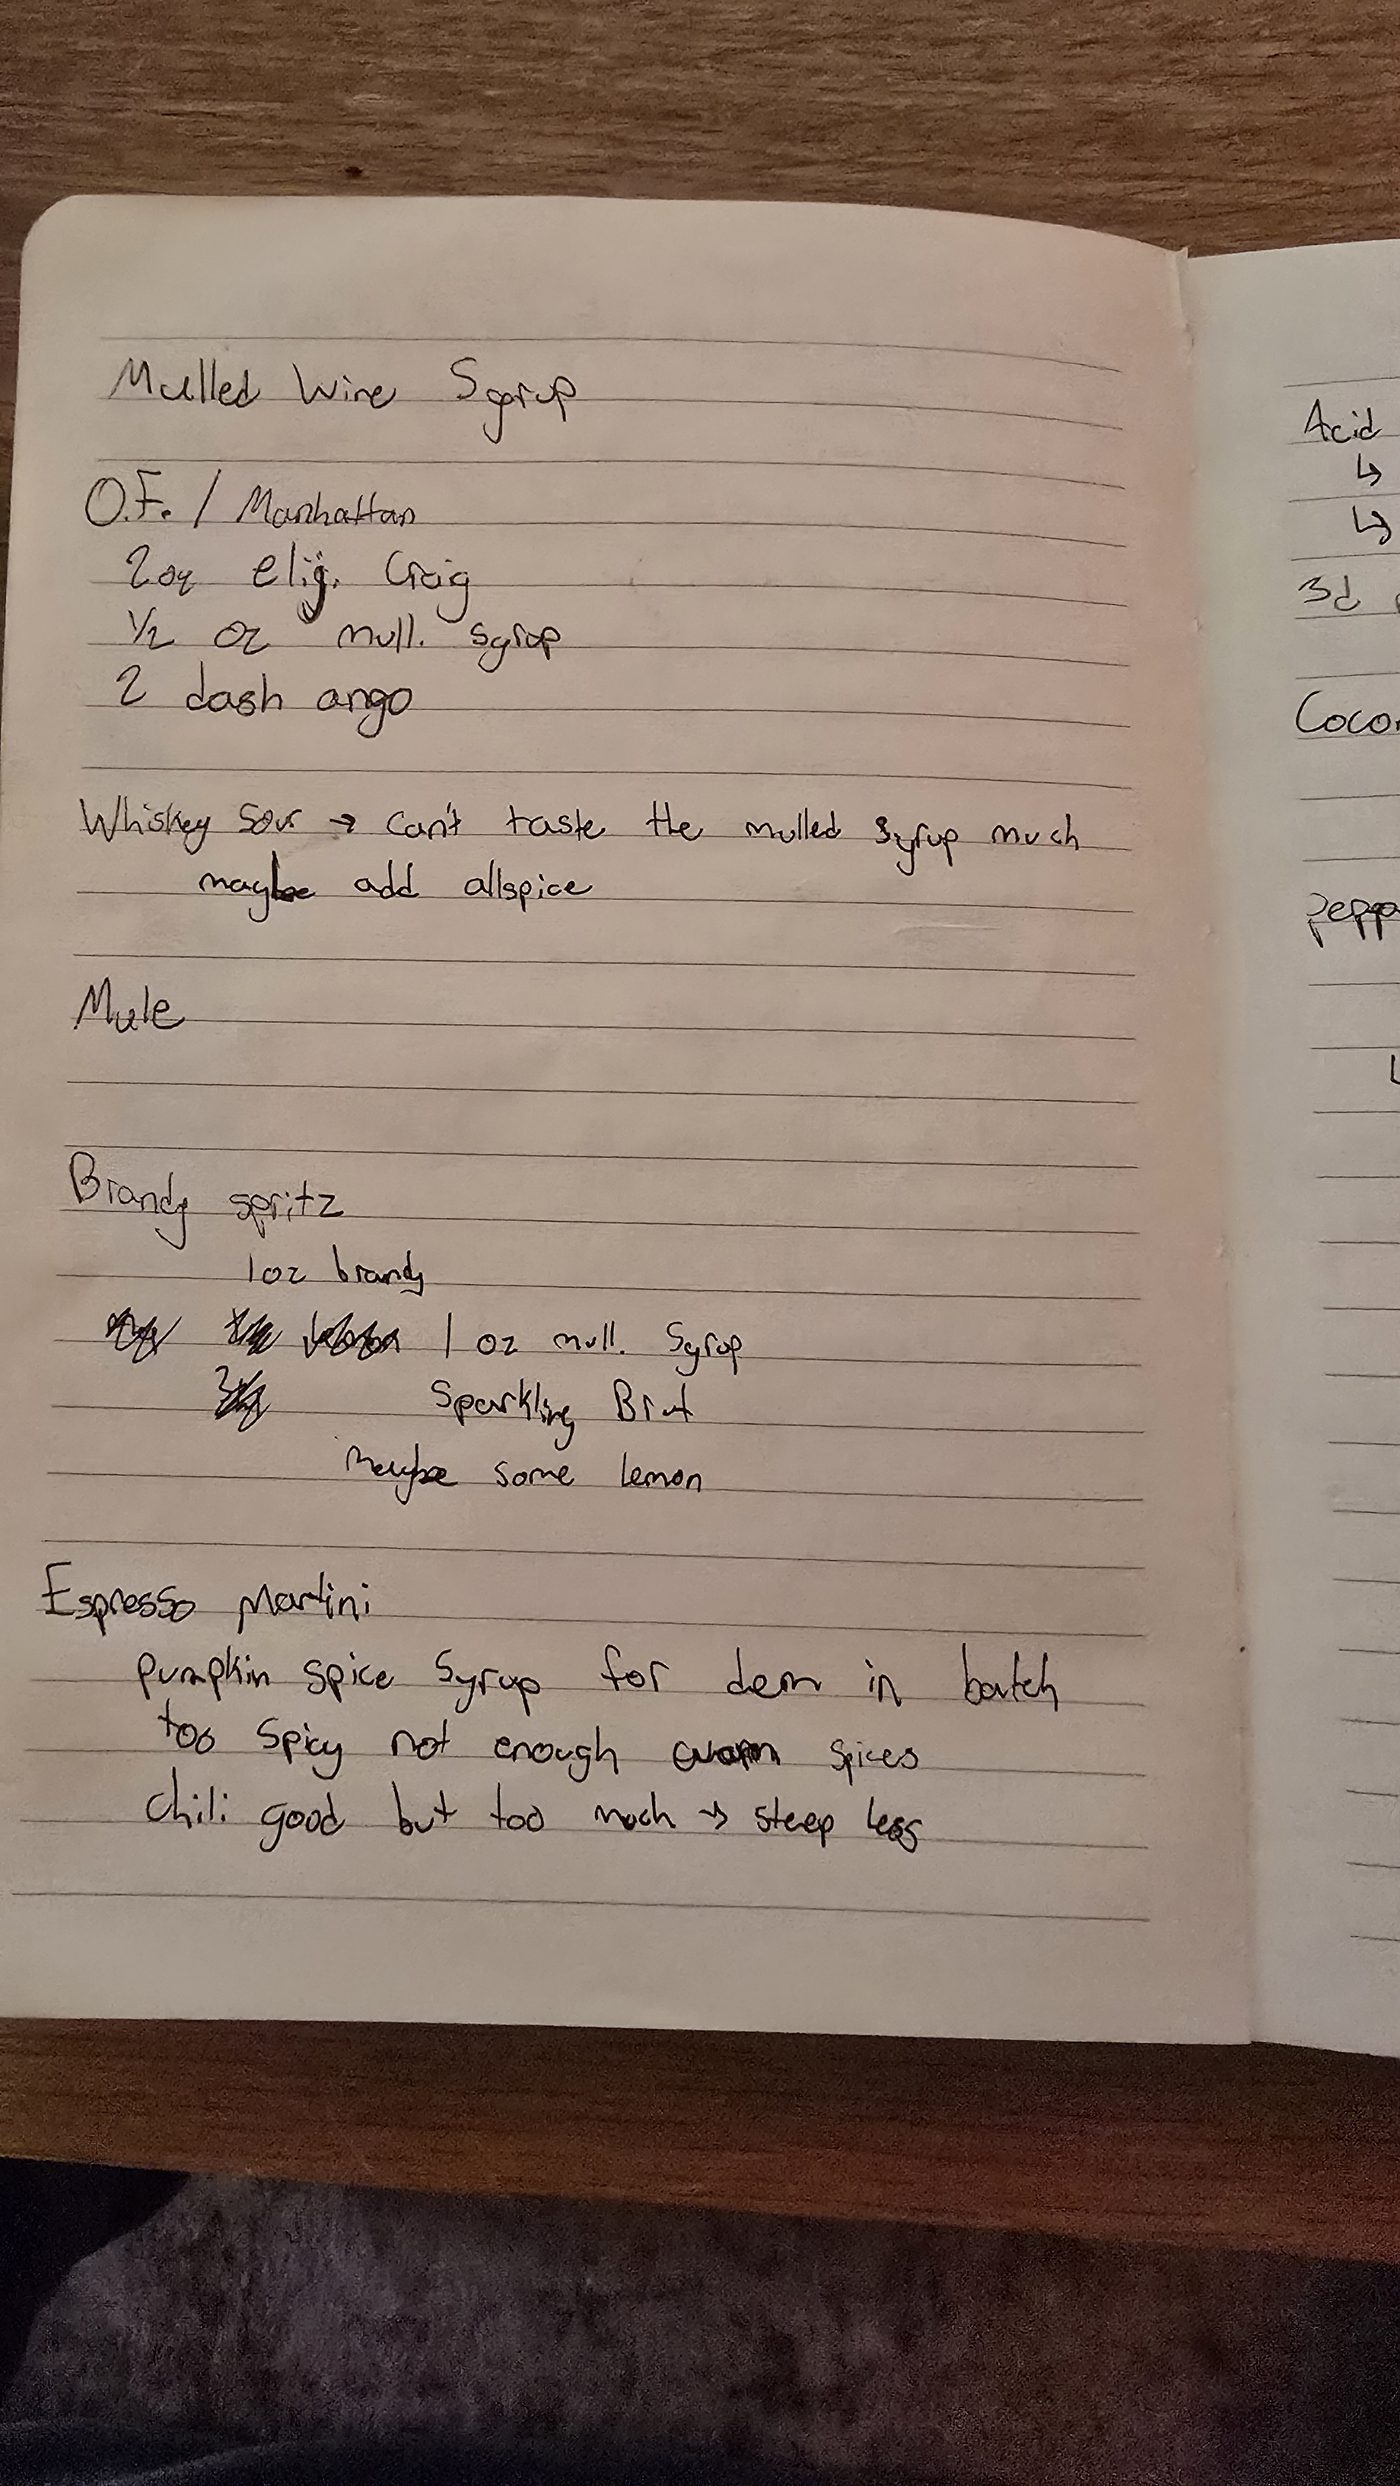 Mulled Wine Syrup
O.F. / Manhattan
2oz elij. Craig
1/2 oz mull. syrup
2 dash ango
Whiskey Sour → can't taste the mulled syrup much
maybe add allspice
Mule
Brandy spritz
1oz brandy
1 oz mull. Syrup
Sparkling Brut
maybe some lemon
Espresso Martini
pumpkin spice syrup for dem in batch
too spicy not enough warm spices
Chili good but too much → steep less
Acid
↳
↳
3d